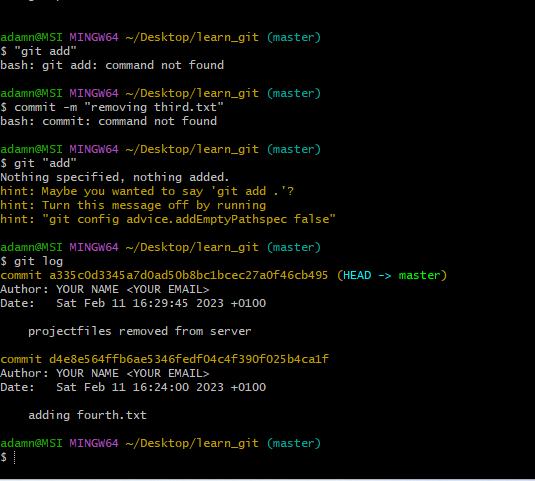 adamn@MSI MINGW64 ~/Desktop/learn_git (master)
$ "git add"
bash: git add: command not found
adamn@MSI MINGW64 ~/Desktop/learn_git (master)
$ commit -m "removing third.txt"
bash: commit: command not found
adamn@MSI MINGW64 ~/Desktop/learn_git (master)
$ git "add"
Nothing specified, nothing added.
hint: Maybe you wanted to say 'git add .'?
hint: Turn this message off by running
hint: "git config advice.addEmptyPathspec false"
adamn@MSI MINGW64 ~/Desktop/learn_git (master)
$ git log
commit a335c0d3345a7d0ad50b8bc1bcec27a0f46cb495 (HEAD -> master)
Author: YOUR NAME <YOUR EMAIL>
Date:   Sat Feb 11 16:29:45 2023 +0100
projectfiles removed from server
commit d4e8e564ffb6ae5346fedf04c4f390f025b4ca1f
Author: YOUR NAME <YOUR EMAIL>
Date:   Sat Feb 11 16:24:00 2023 +0100
adding fourth.txt
adamn@MSI MINGW64 ~/Desktop/learn_git (master)
$